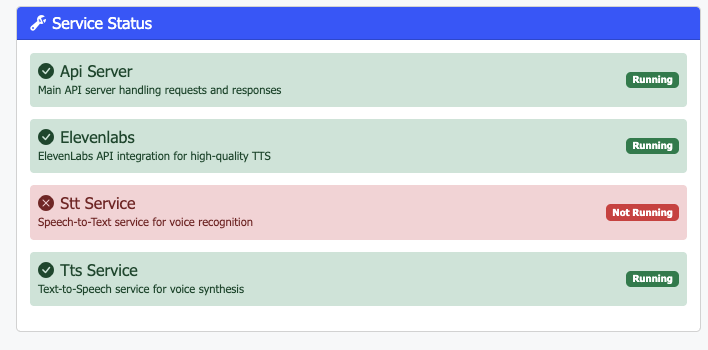 Service Status
Api Server
Main API server handling requests and responses
Running
Elevenlabs
ElevenLabs API integration for high-quality TTS
Running
Stt Service
Speech-to-Text service for voice recognition
Not Running
Tts Service
Text-to-Speech service for voice synthesis
Running